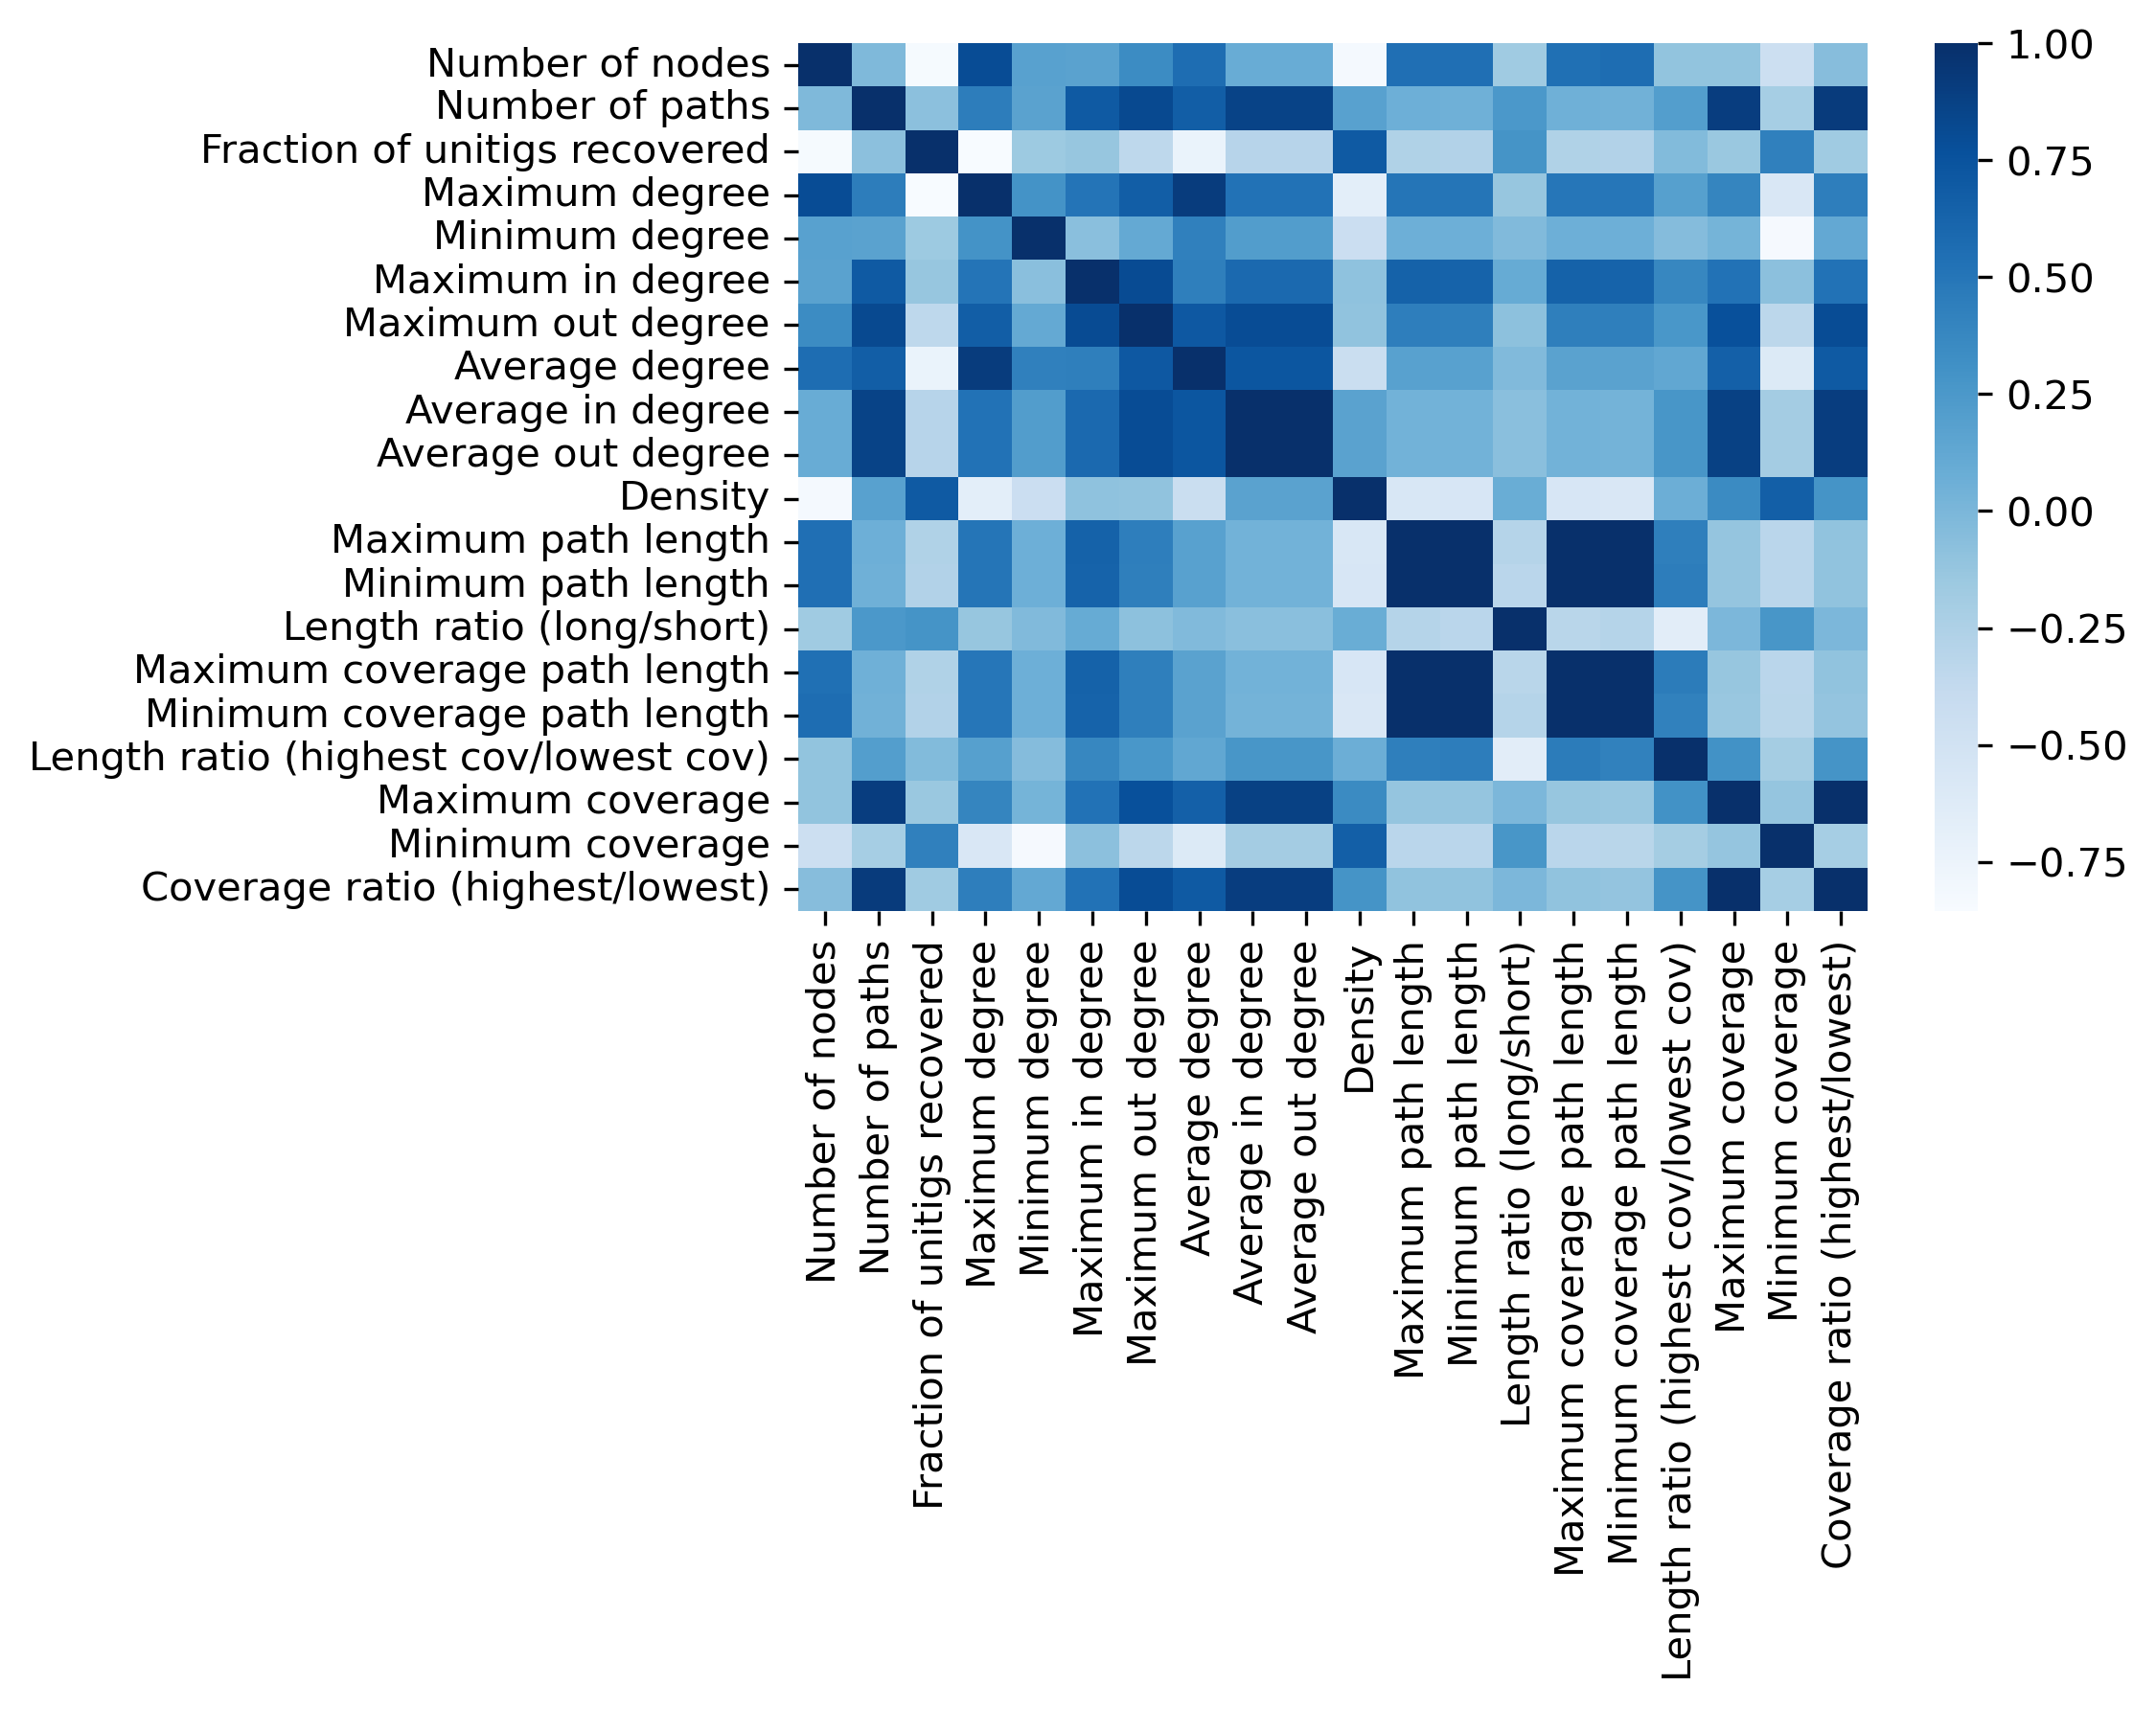 Number of nodes
Number of paths
Fraction of unitigs recovered
Maximum degree
Minimum degree
Maximum in degree
Maximum out degree
Average degree
Average in degree
Average out degree
Density
Maximum path length
Minimum path length
Length ratio (long/short)
Maximum coverage path length
Minimum coverage path length
Length ratio (highest cov/lowest cov)
Maximum coverage
Minimum coverage
Coverage ratio (highest/lowest)
Number of nodes
Number of paths
Fraction of unitigs recovered
Maximum degree
Minimum degree
Maximum in degree
Maximum out degree
Average degree
Average in degree
Average out degree
Density
Maximum path length
Minimum path length
Length ratio (long/short)
Maximum coverage path length
Minimum coverage path length
Length ratio (highest cov/lowest cov)
Maximum coverage
Minimum coverage
Coverage ratio (highest/lowest)
1.00
0.75
0.50
0.25
0.00
−0.25
−0.50
−0.75